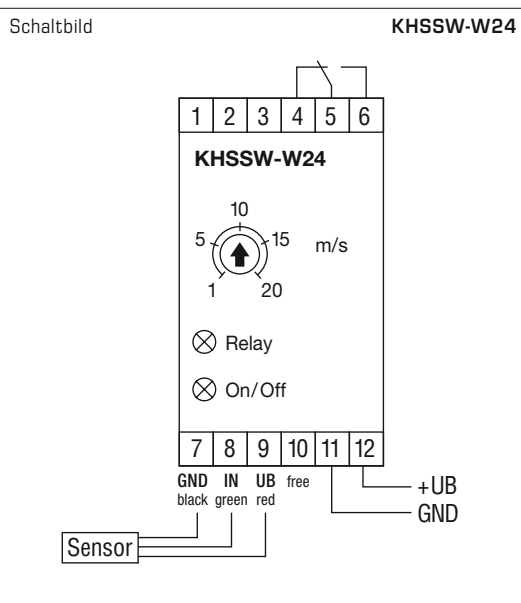 Schaltbild KHSSW-W24
1 2 3 4 5 6
KHSSW-W24
10
5 15 m/s
1 20
Relay
On/Off
7 8 9 10 11 12
GND IN UB free
black green red
+UB
GND
Sensor